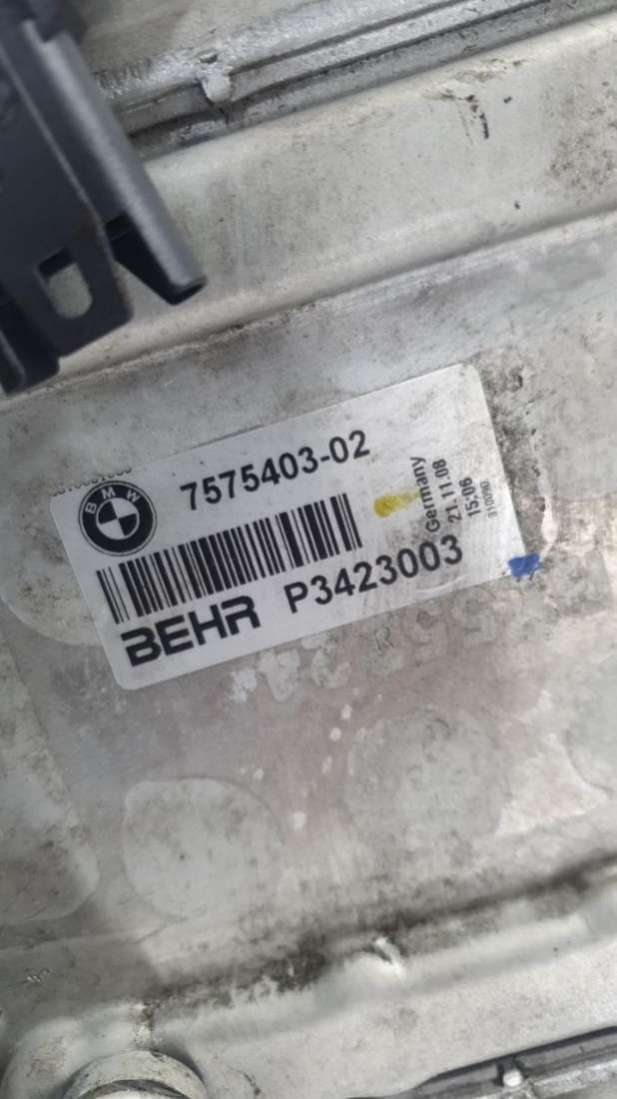 BMW
7575403-02
Germany
21.11.08
15:06
BEHR
P3423003